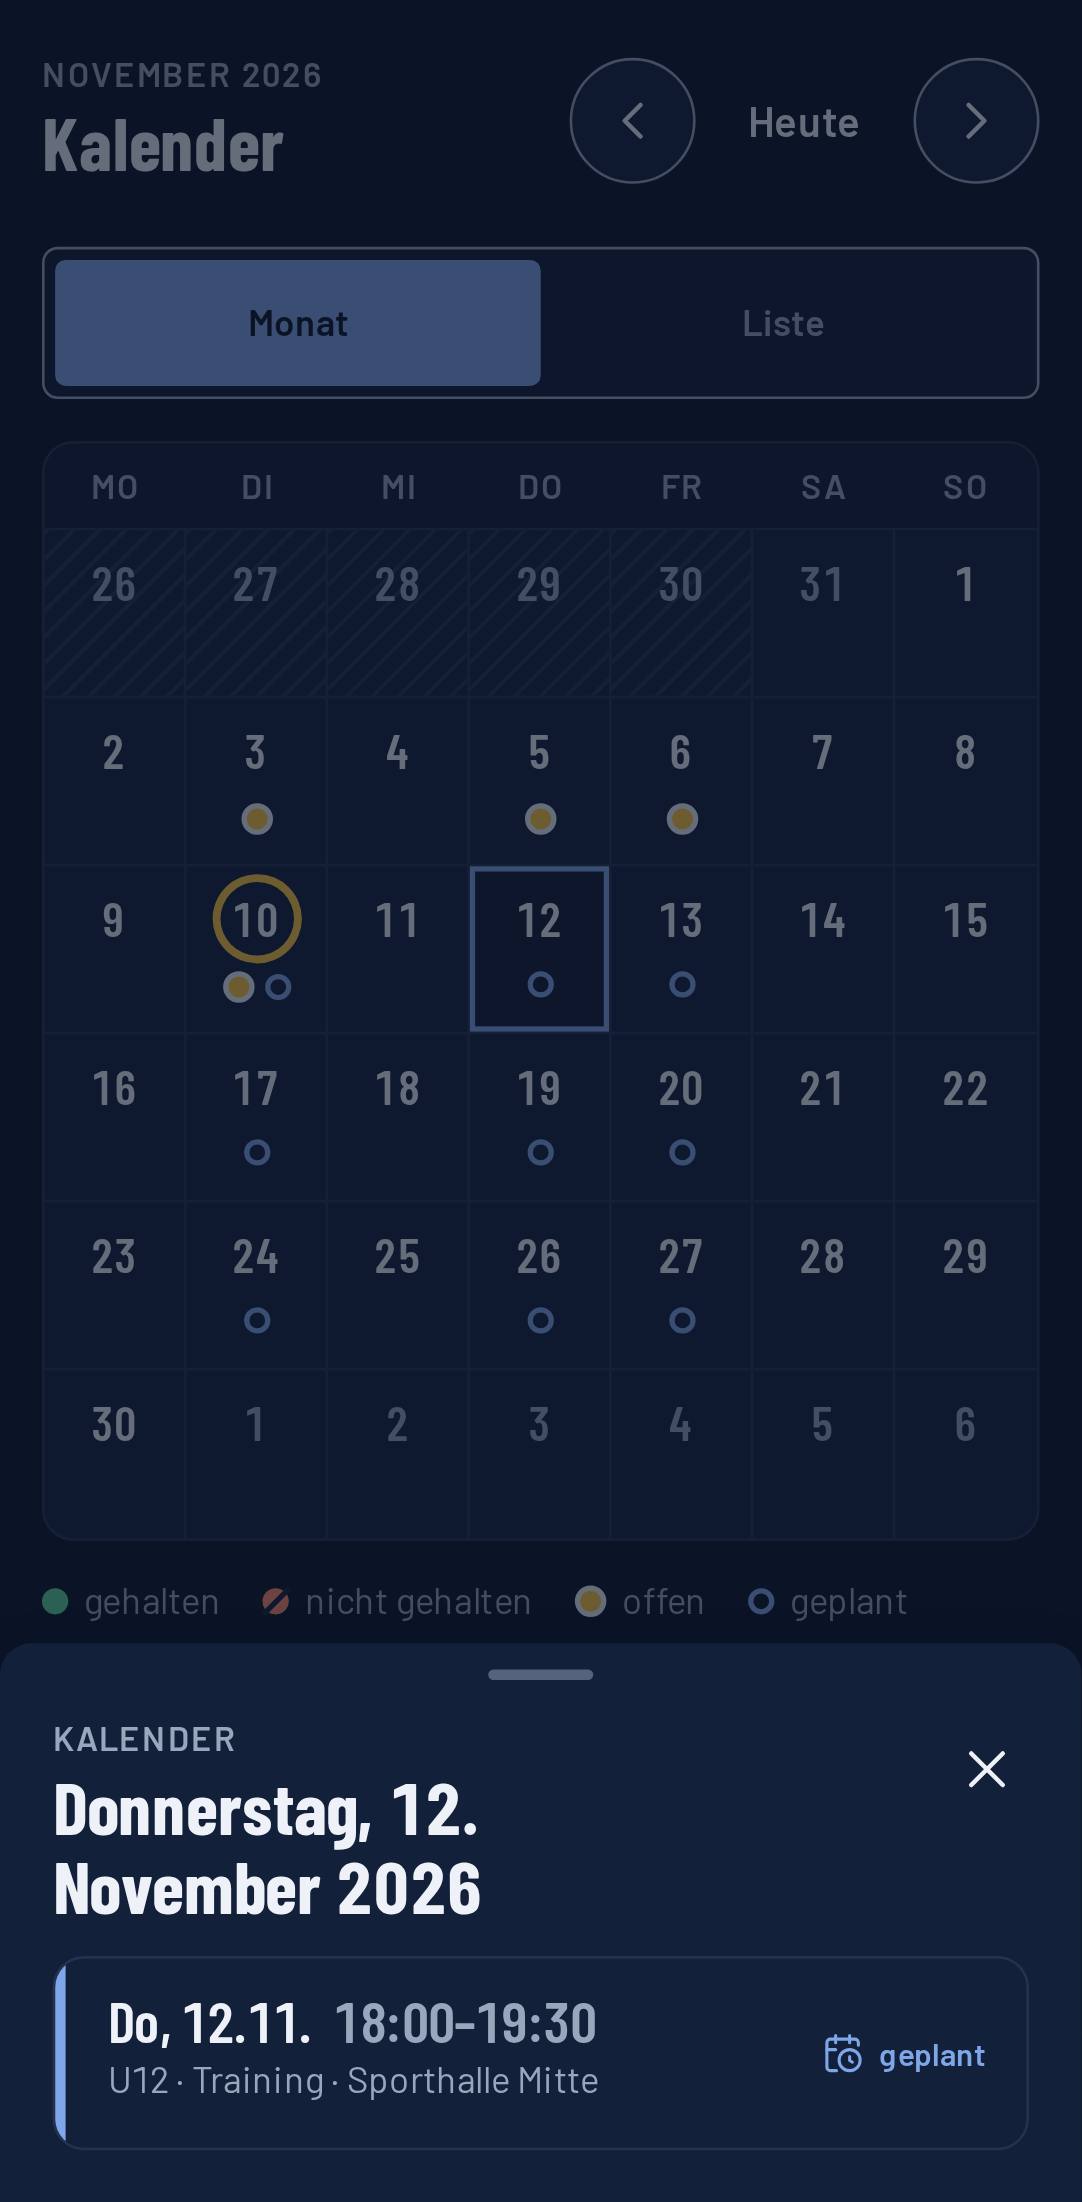 NOVEMBER 2026
Kalender
Heute
Monat
Liste
MO DI MI DO FR SA SO
26 27 28 29 30 31 1
2 3 4 5 6 7 8
9 10 11 12 13 14 15
16 17 18 19 20 21 22
23 24 25 26 27 28 29
30 1 2 3 4 5 6
gehalten nicht gehalten offen geplant
KALENDER
Donnerstag, 12.
November 2026
Do, 12.11. 18:00–19:30
U12 · Training · Sporthalle Mitte
geplant